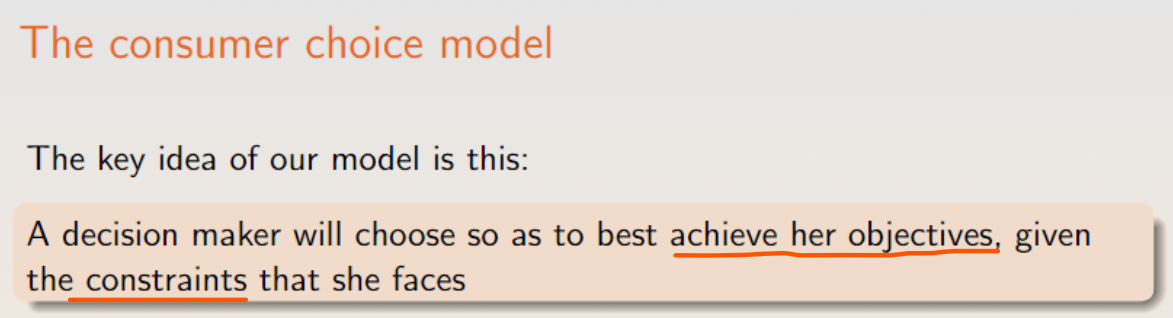 The consumer choice model
The key idea of our model is this:
A decision maker will choose so as to best achieve her objectives, given
the constraints that she faces